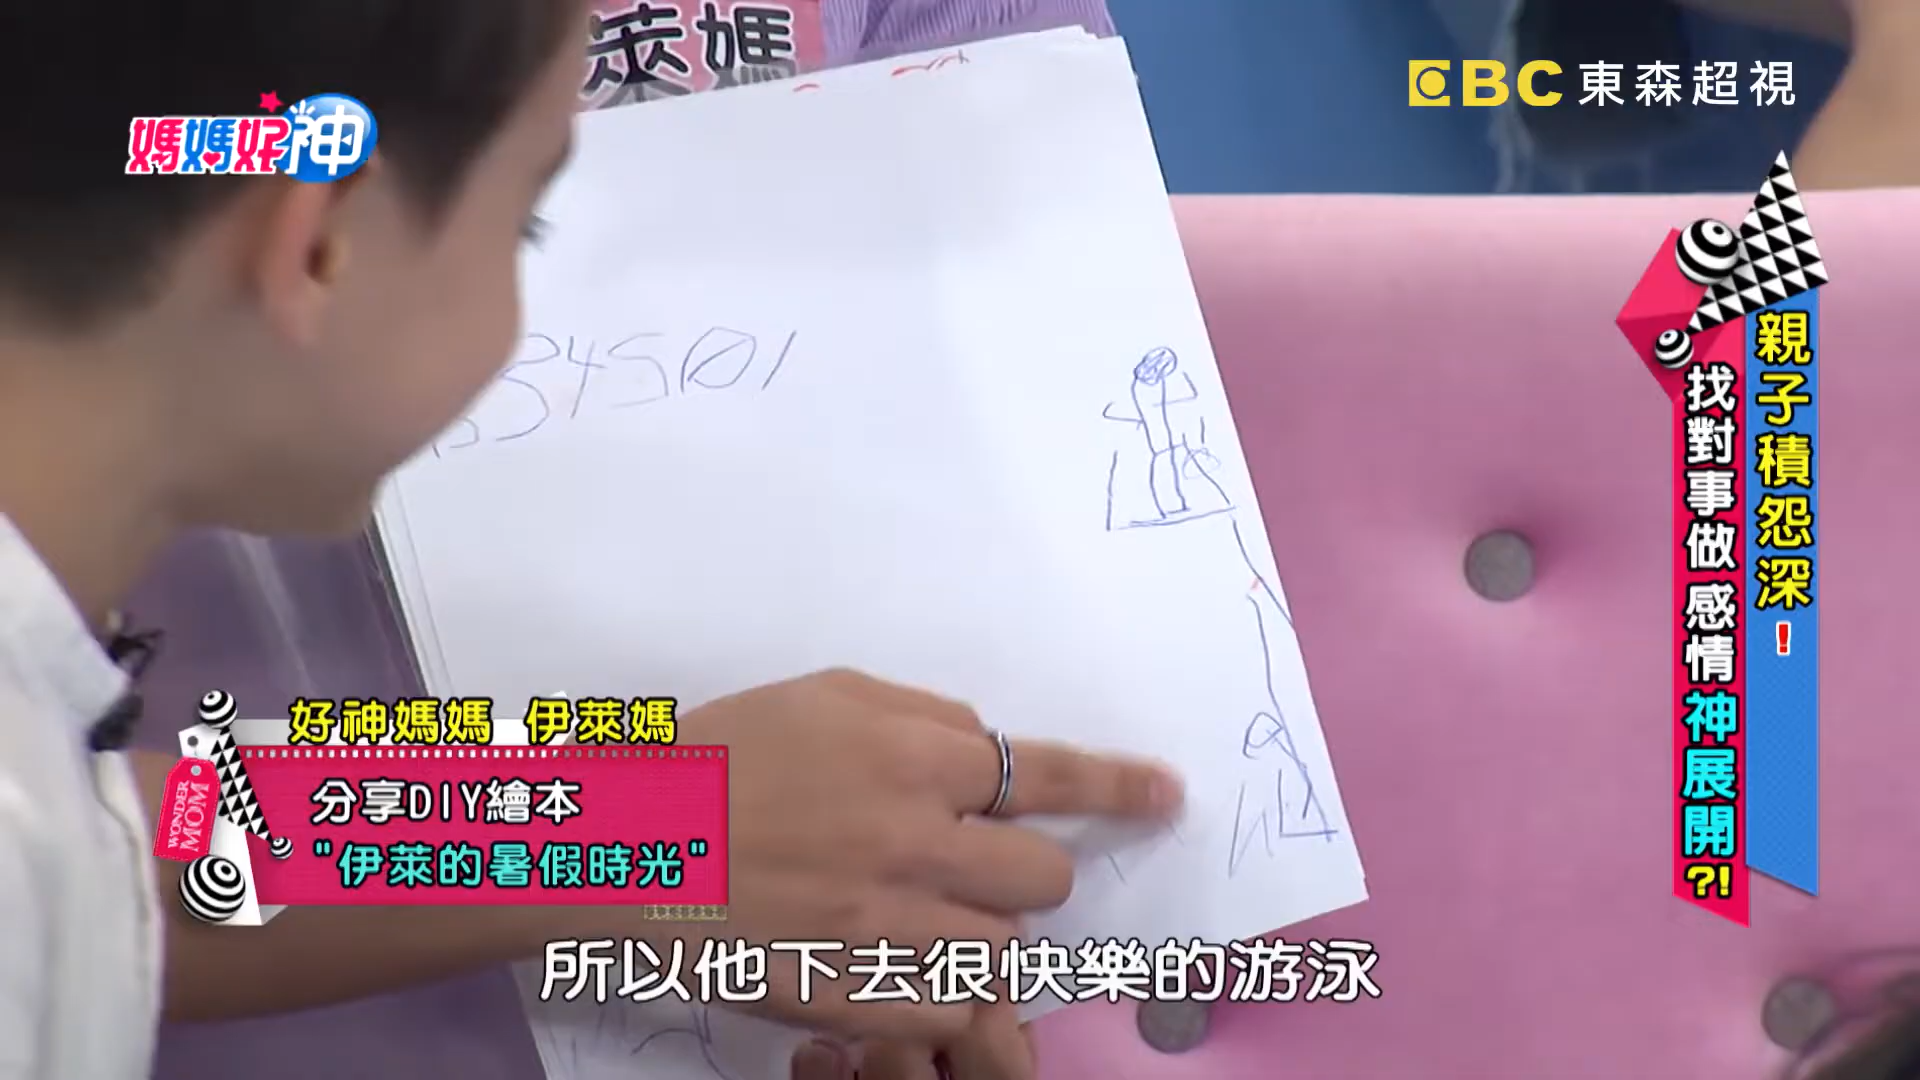 萊媽
媽媽好神
EBC 東森超視
親子積怨深!
找對事做 感情神展開?!
34501
好神媽媽 伊萊媽
分享DIY繪本
"伊萊的暑假時光"
WONDER
MOM
所以他下去很快樂的游泳